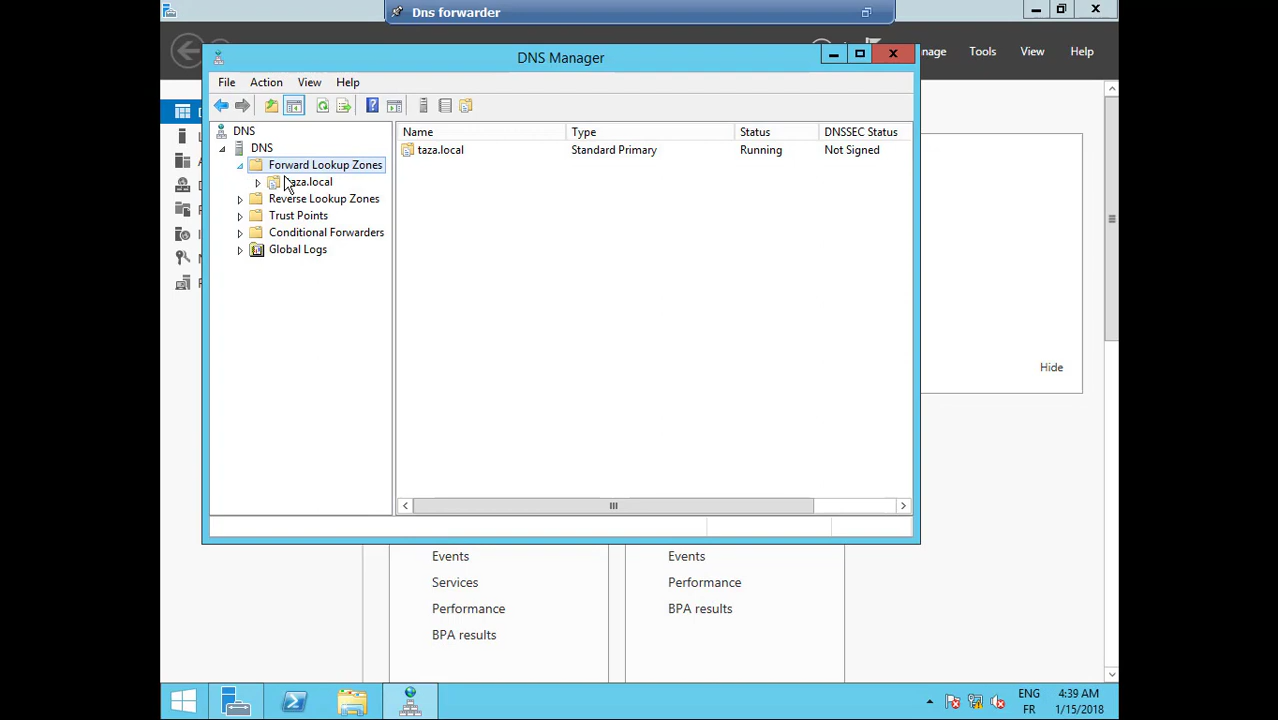 Dns forwarder
nage Tools View Help
DNS Manager
File Action View Help
DNS
DNS
Forward Lookup Zones
taza.local
Reverse Lookup Zones
Trust Points
Conditional Forwarders
Global Logs
Name Type Status DNSSEC Status
taza.local Standard Primary Running Not Signed
Hide
Events
Services
Performance
BPA results
Events
Performance
BPA results
ENG
FR
4:39 AM
1/15/2018